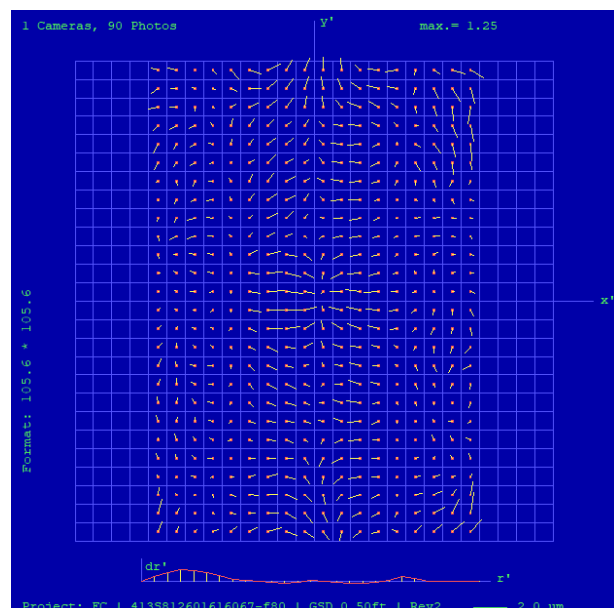 1 Cameras, 90 Photos
max.= 1.25
y'
x'
Format: 105.6 * 105.6
dr'
r'
Project: FC | 4135812601616067-f80 | GSD 0.50ft | Rev2
2.0 um